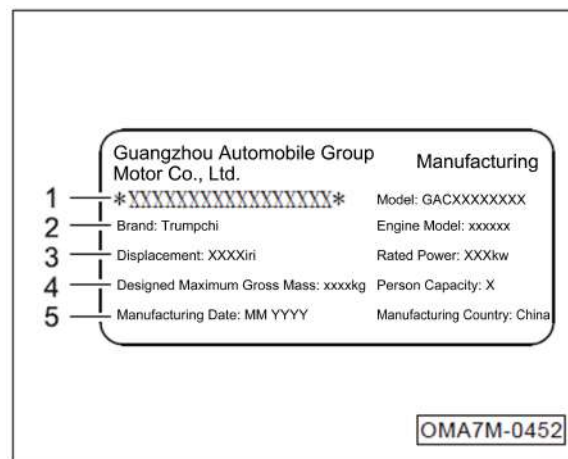 Guangzhou Automobile Group
Motor Co., Ltd.
Manufacturing
1 *XXXXXXXXXXXXXXXXX* Model: GACXXXXXXXX
2 Brand: Trumpchi Engine Model: xxxxxx
3 Displacement: XXXXiri Rated Power: XXXkw
4 Designed Maximum Gross Mass: xxxxkg Person Capacity: X
5 Manufacturing Date: MM YYYY Manufacturing Country: China
OMA7M-0452